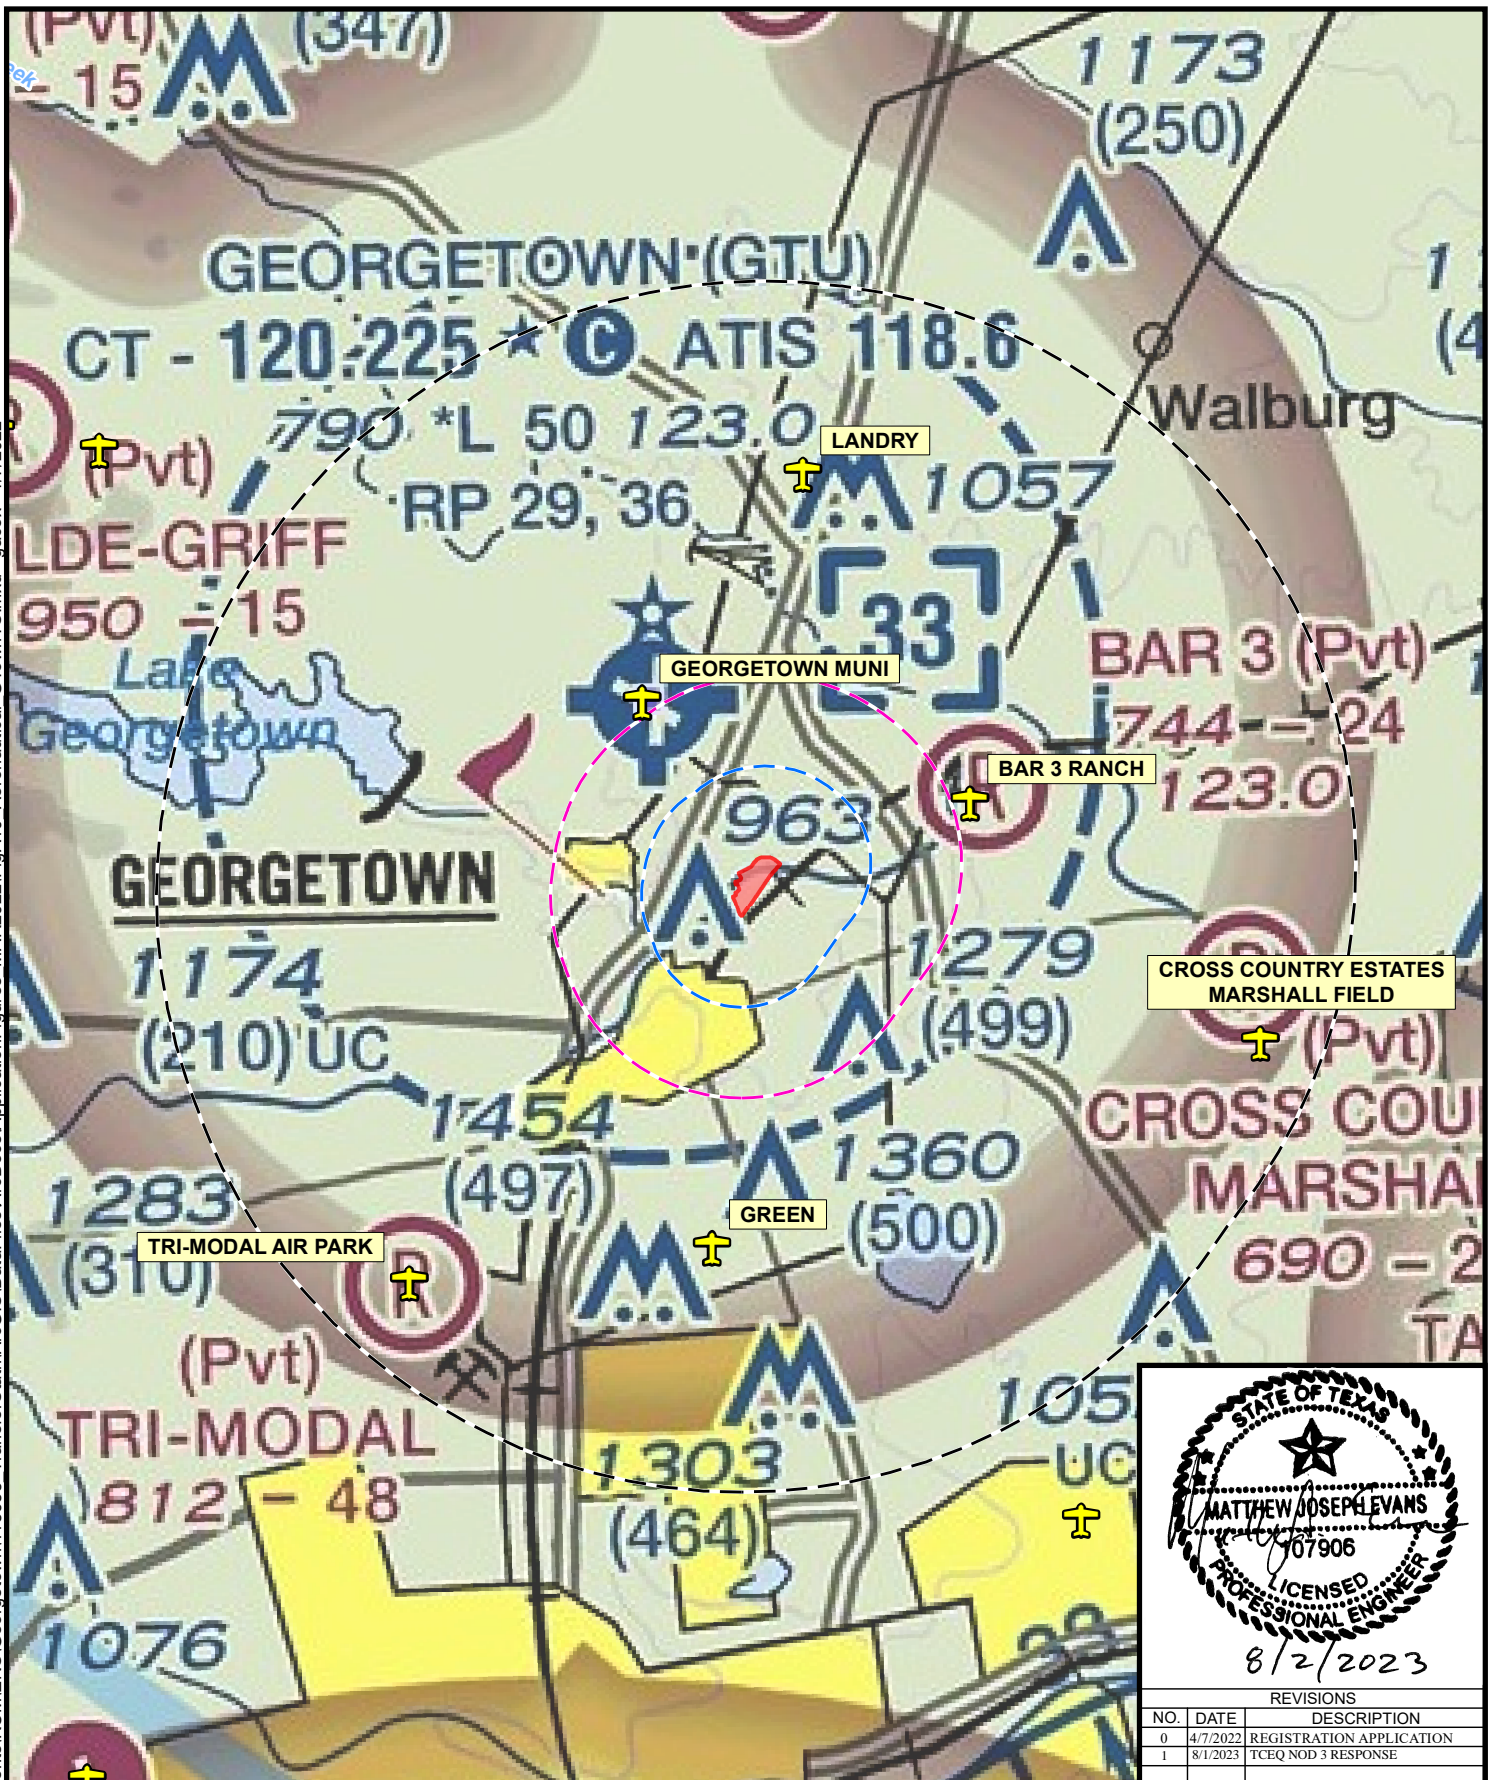 (Pvt)
(347)
- 15
eek
1173
(250)
GEORGETOWN (GTU)
CT - 120.225 ★ C ATIS 118.6
790 *L 50 123.0
RP 29, 36
LANDRY
1057
Walburg
(Pvt)
LDE-GRIFF
950 - 15
Lake
Georgetown
33
GEORGETOWN MUNI
BAR 3 (Pvt)
744 - 24
123.0
BAR 3 RANCH
R
963
GEORGETOWN
1174
(210) UC
1279
(499)
CROSS COUNTRY ESTATES
MARSHALL FIELD
(Pvt)
CROSS COU
MARSHA
690 - 2
TA
1454
(497)
1360
(500)
GREEN
1283
(310)
TRI-MODAL AIR PARK
R
(Pvt)
TRI-MODAL
812 - 48
1303
(464)
105
UC
1076
STATE OF TEXAS
MATTHEW JOSEPH EVANS
107906
LICENSED
PROFESSIONAL ENGINEER
8/2/2023
REVISIONS
NO. DATE DESCRIPTION
0 4/7/2022 REGISTRATION APPLICATION
1 8/1/2023 TCEQ NOD 3 RESPONSE